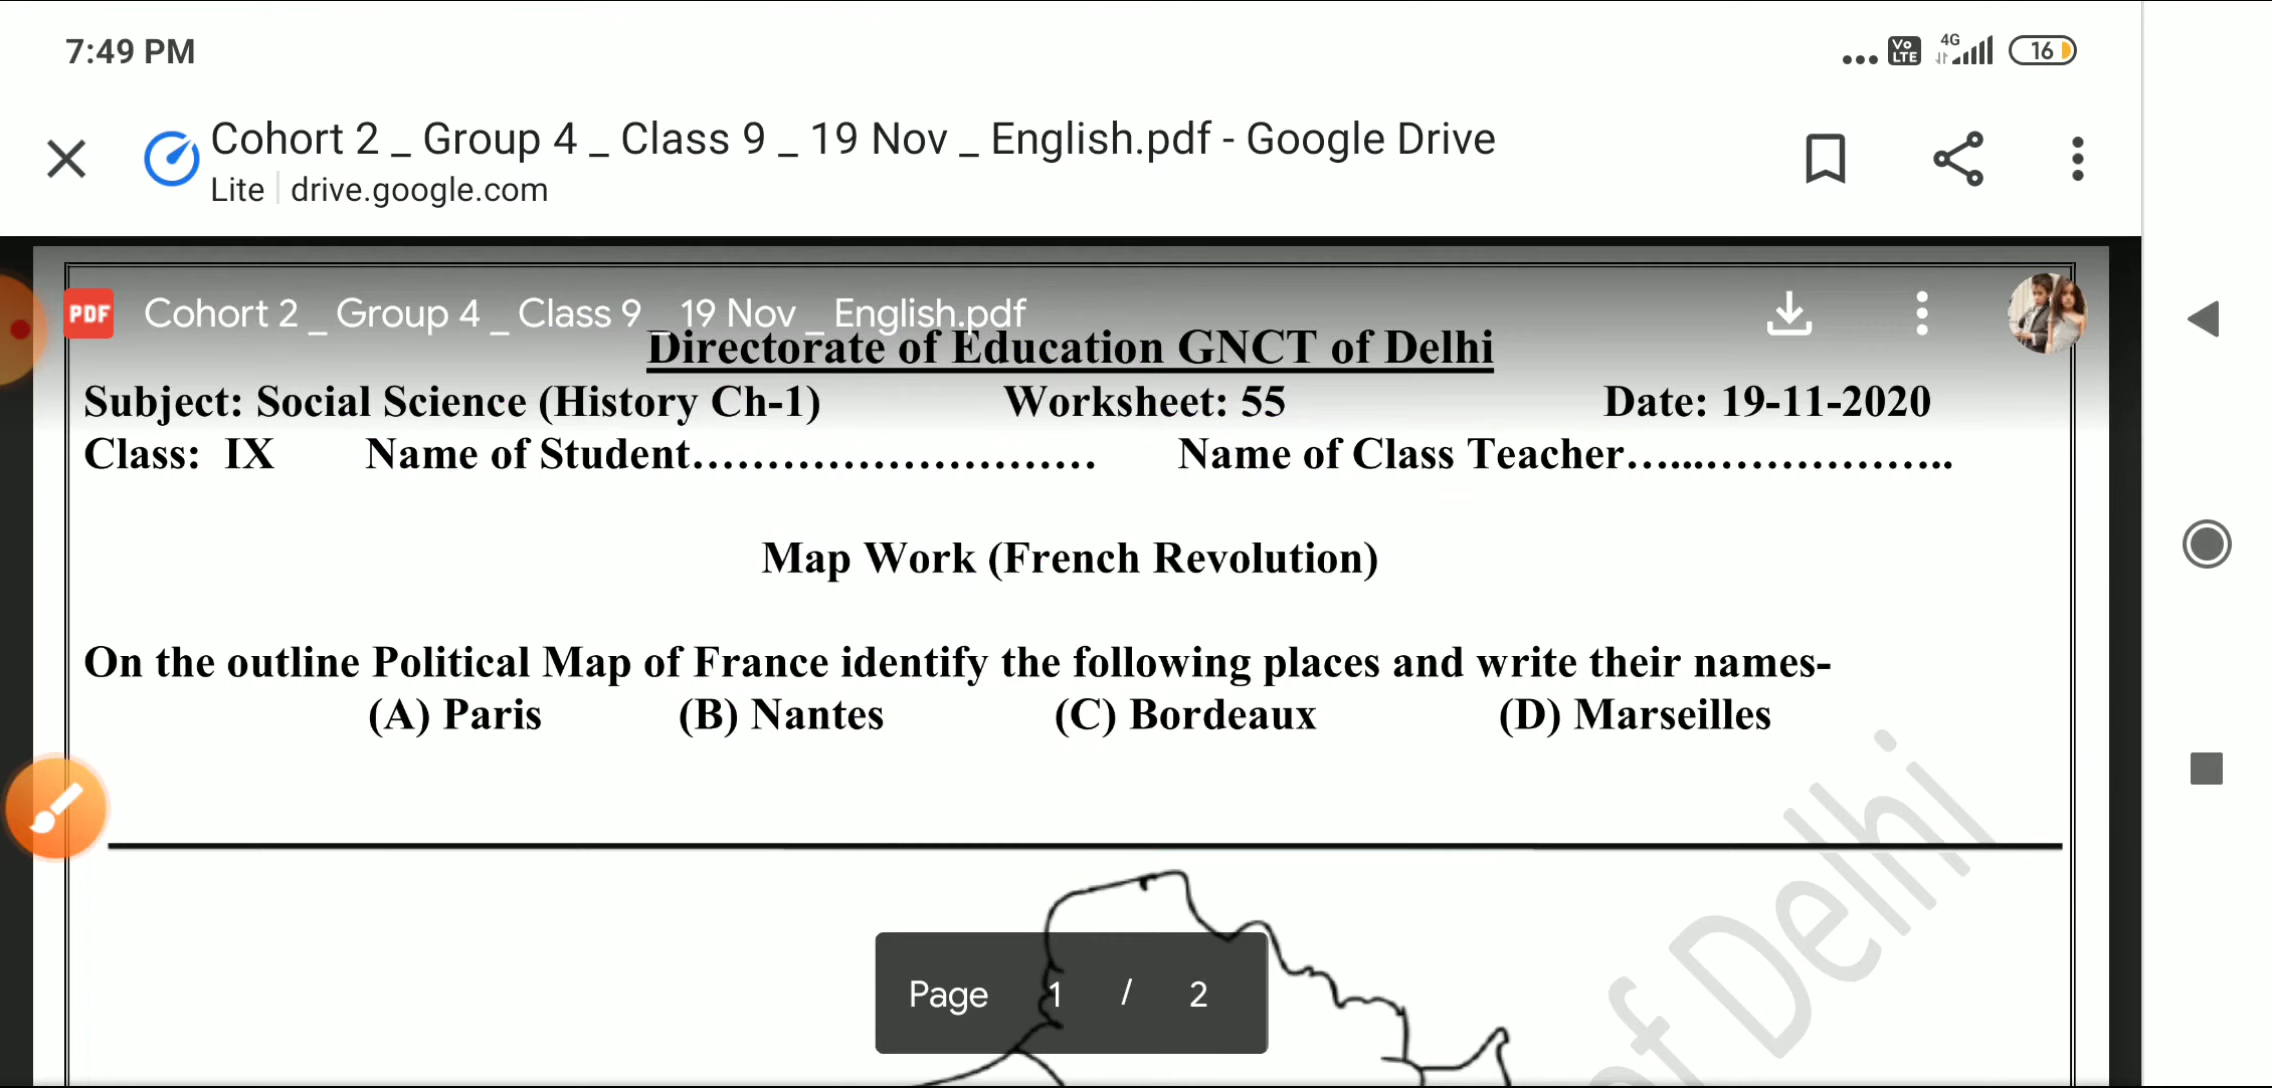 7:49 PM
Vo LTE 4G 16
Cohort 2 _ Group 4 _ Class 9 _ 19 Nov _ English.pdf - Google Drive
Lite drive.google.com
PDF Cohort 2 _ Group 4 _ Class 9 _ 19 Nov _ English.pdf
Directorate of Education GNCT of Delhi
Subject: Social Science (History Ch-1) Worksheet: 55 Date: 19-11-2020
Class: IX Name of Student……………………… Name of Class Teacher…...……………..
Map Work (French Revolution)
On the outline Political Map of France identify the following places and write their names-
(A) Paris (B) Nantes (C) Bordeaux (D) Marseilles
of Delhi
Page 1 / 2